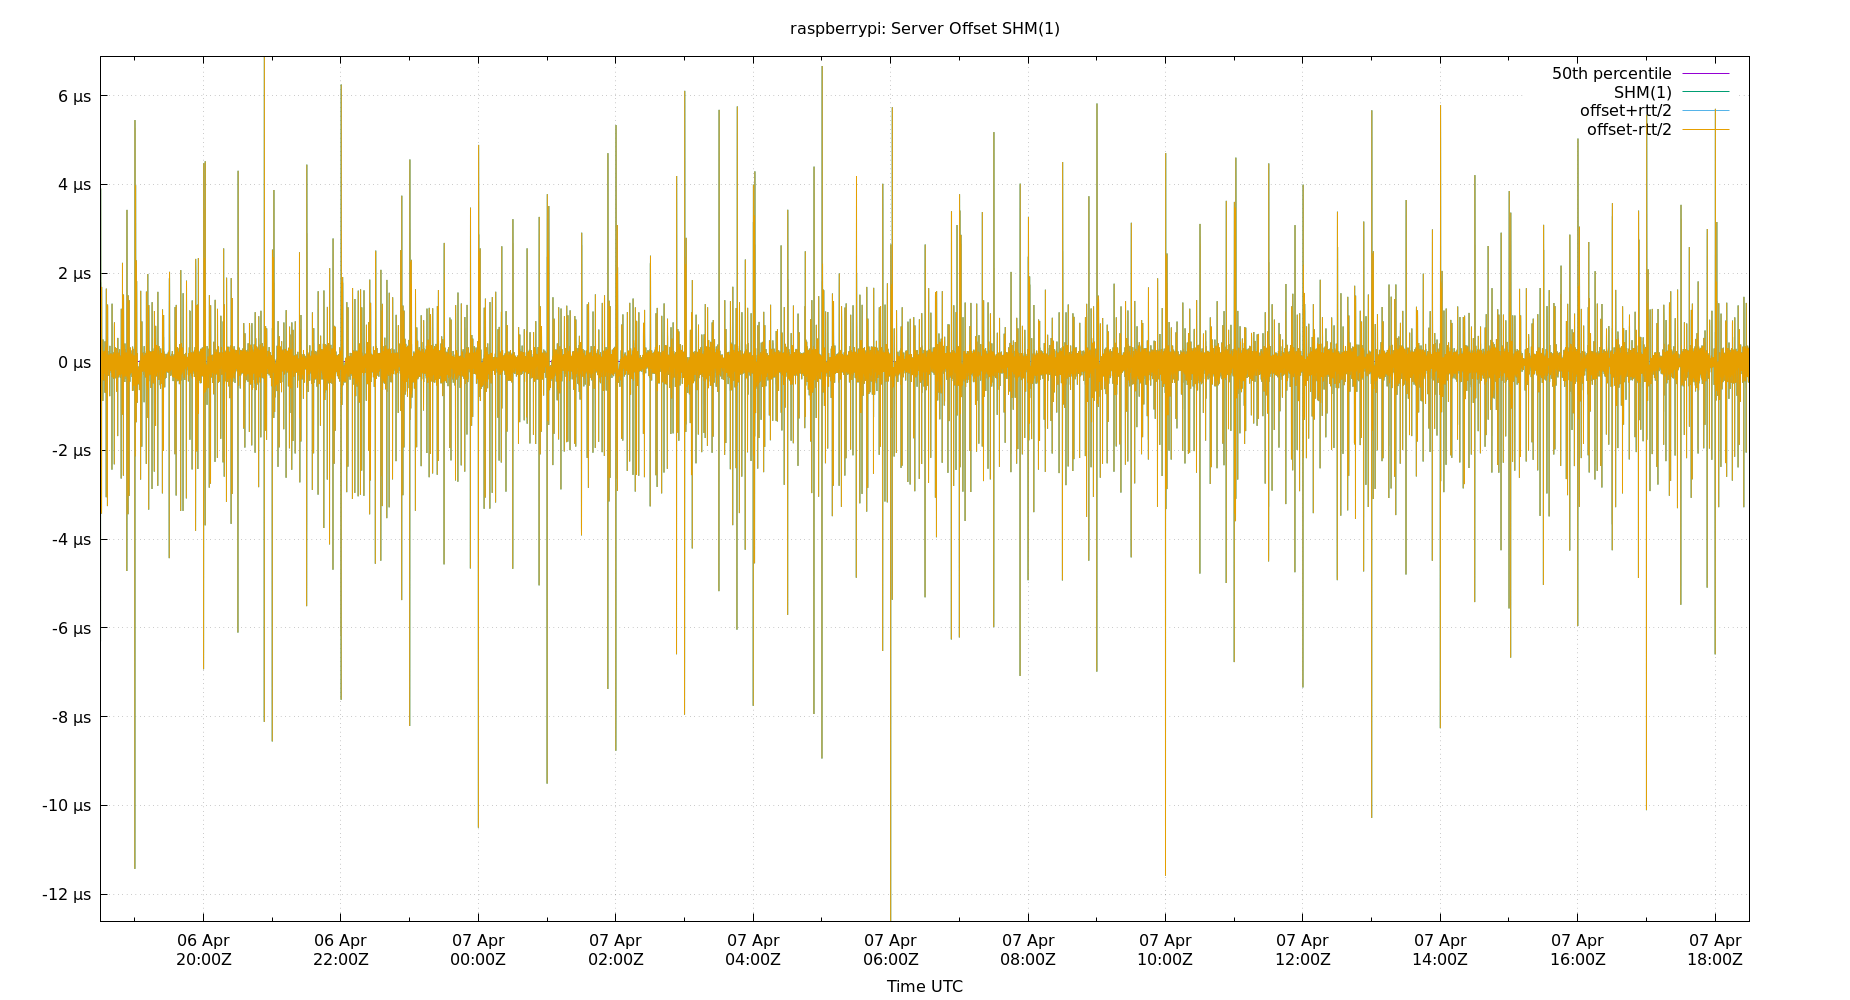 raspberrypi: Server Offset SHM(1)
50th percentile
SHM(1)
offset+rtt/2
offset-rtt/2
6 µs
4 µs
2 µs
0 µs
-2 µs
-4 µs
-6 µs
-8 µs
-10 µs
-12 µs
06 Apr 06 Apr 07 Apr 07 Apr 07 Apr 07 Apr 07 Apr 07 Apr 07 Apr 07 Apr 07 Apr 07 Apr
20:00Z 22:00Z 00:00Z 02:00Z 04:00Z 06:00Z 08:00Z 10:00Z 12:00Z 14:00Z 16:00Z 18:00Z
Time UTC